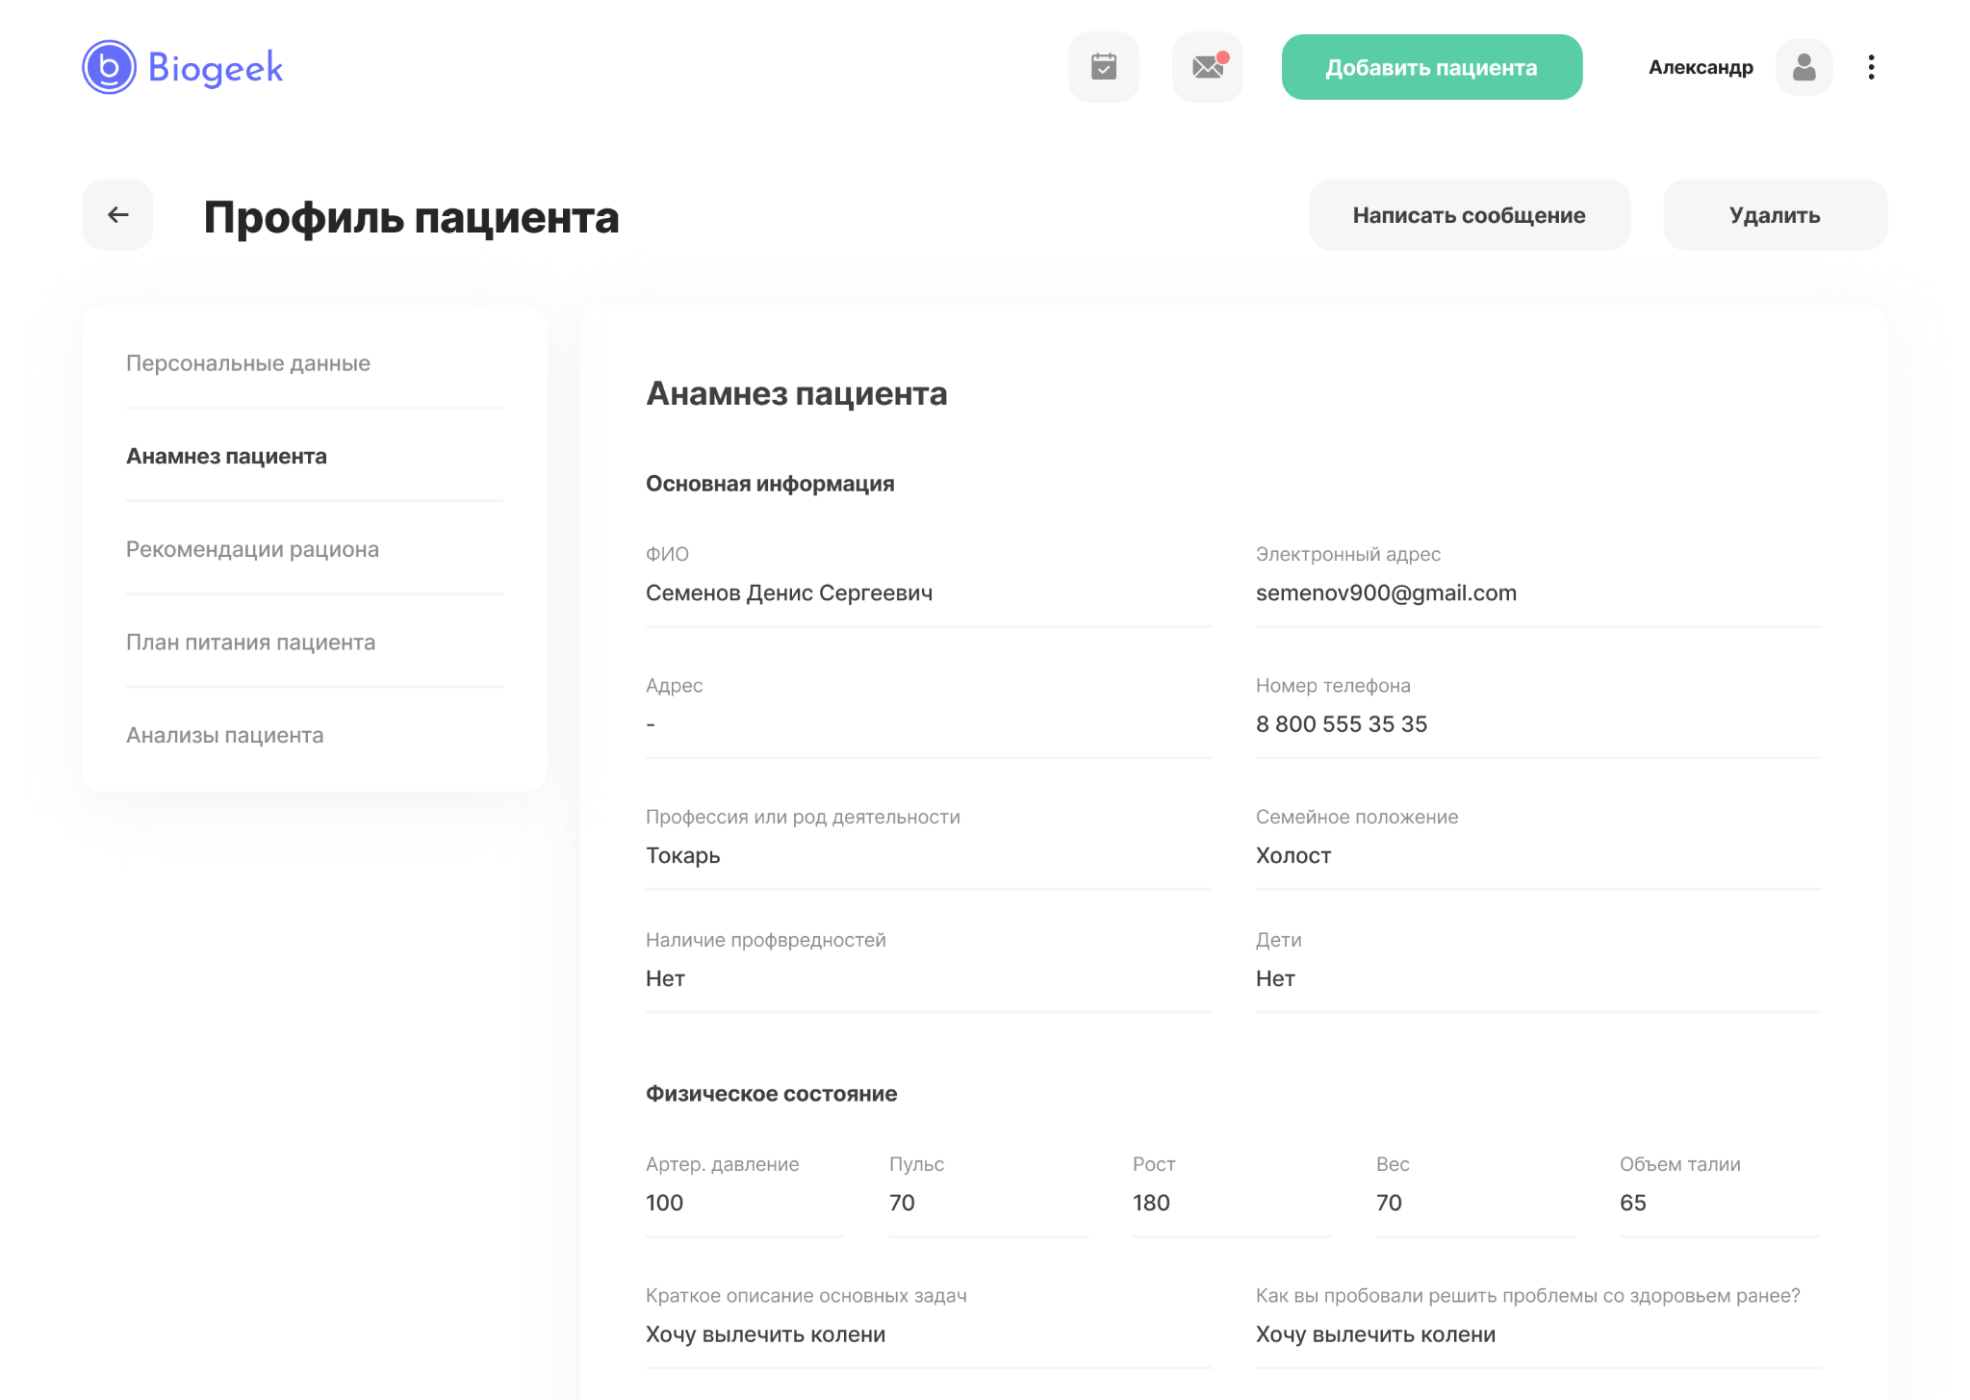 Biogeek
Добавить пациента
Александр
Профиль пациента
Написать сообщение
Удалить
Персональные данные
Анамнез пациента
Рекомендации рациона
План питания пациента
Анализы пациента
Анамнез пациента
Основная информация
ФИО
Семенов Денис Сергеевич
Электронный адрес
semenov900@gmail.com
Адрес
-
Номер телефона
8 800 555 35 35
Профессия или род деятельности
Токарь
Семейное положение
Холост
Наличие профвредностей
Нет
Дети
Нет
Физическое состояние
Артер. давление
100
Пульс
70
Рост
180
Вес
70
Объем талии
65
Краткое описание основных задач
Хочу вылечить колени
Как вы пробовали решить проблемы со здоровьем ранее?
Хочу вылечить колени